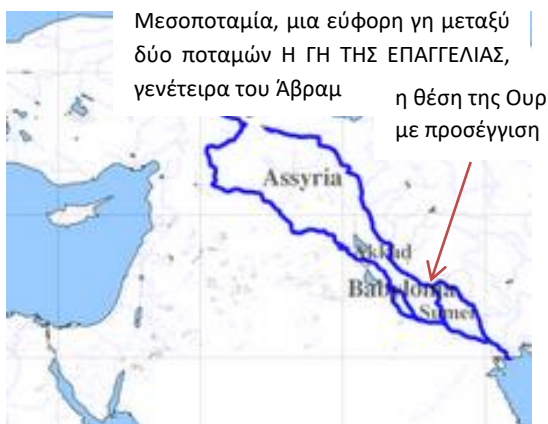 Μεσοποταμία, μια εύφορη γη μεταξύ
δύο ποταμών Η ΓΗ ΤΗΣ ΕΠΑΓΓΕΛΙΑΣ,
γενέτειρα του Άβραμ
η θέση της Ουρ
με προσέγγιση
Assyria
Akkad
Babylonia
Sumer